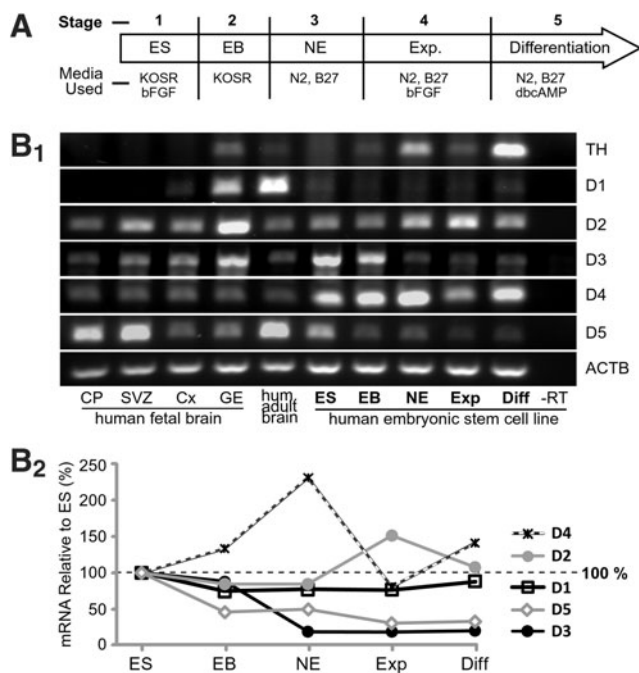 A
Stage 1 2 3 4 5
ES EB NE Exp. Differentiation
Media Used
KOSR bFGF
KOSR
N2, B27
N2, B27 bFGF
N2, B27 dbcAMP
B1
TH
D1
D2
D3
D4
D5
ACTB
CP SVZ Cx GE hum adult brain ES EB NE Exp Diff -RT
human fetal brain human embryonic stem cell line
B2
mRNA Relative to ES (%)
250
200
150
100
50
0
ES EB NE Exp Diff
D4
D2
100 %
D1
D5
D3